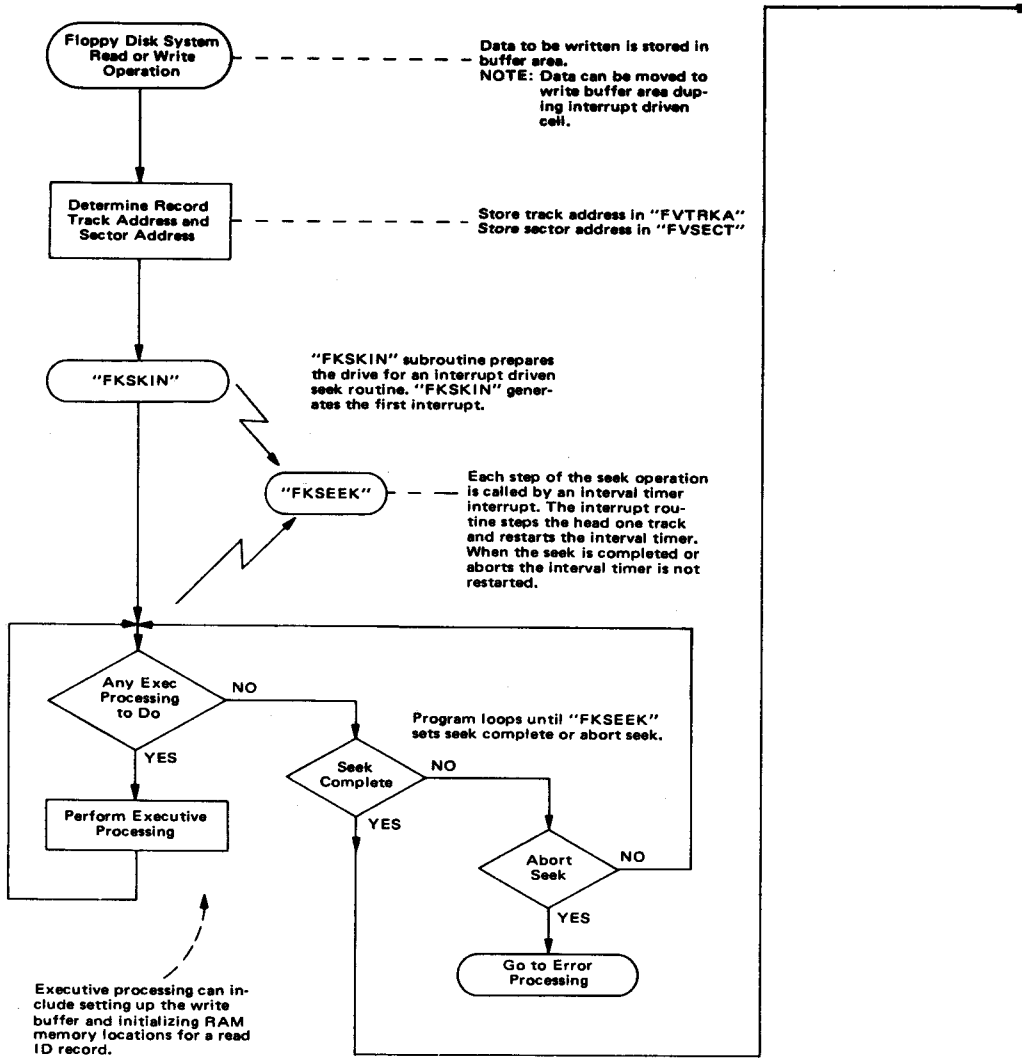 Floppy Disk System
Read or Write
Operation
Data to be written is stored in
buffer area.
NOTE: Data can be moved to
write buffer area dup-
ing interrupt driven
cell.
Determine Record
Track Address and
Sector Address
Store track address in "FVTRKA"
Store sector address in "FVSECT"
"FKSKIN"
"FKSKIN" subroutine prepares
the drive for an interrupt driven
seek routine. "FKSKIN" gener-
ates the first interrupt.
"FKSEEK"
Each step of the seek operation
is called by an interval timer
interrupt. The interrupt rou-
tine steps the head one track
and restarts the interval timer.
When the seek is completed or
aborts the interval timer is not
restarted.
Any Exec
Processing
to Do
NO
YES
Program loops until "FKSEEK"
sets seek complete or abort seek.
Seek
Complete
NO
YES
Perform Executive
Processing
Abort
Seek
NO
YES
Go to Error
Processing
Executive processing can in-
clude setting up the write
buffer and initializing RAM
memory locations for a read
ID record.